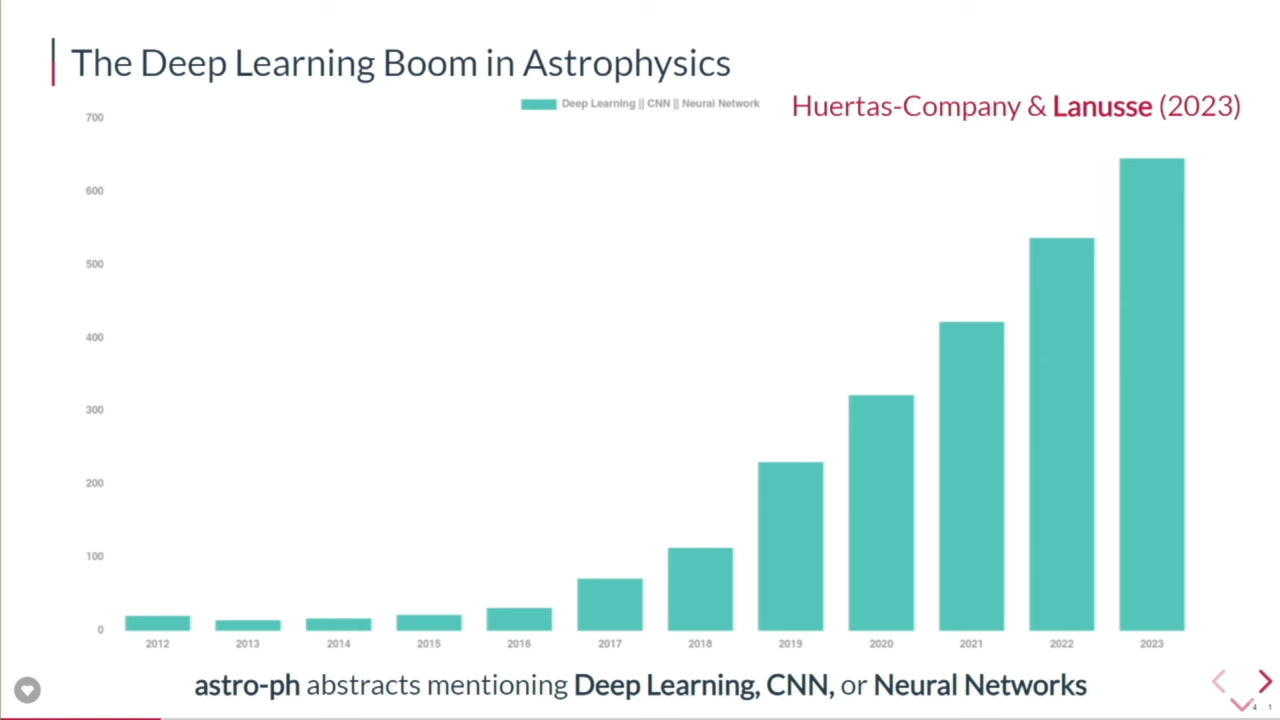 The Deep Learning Boom in Astrophysics
Deep Learning || CNN || Neural Network
Huertas-Company & Lanusse (2023)
700
600
500
400
300
200
100
0
2012 2013 2014 2015 2016 2017 2018 2019 2020 2021 2022 2023
astro-ph abstracts mentioning Deep Learning, CNN, or Neural Networks
4 . 1